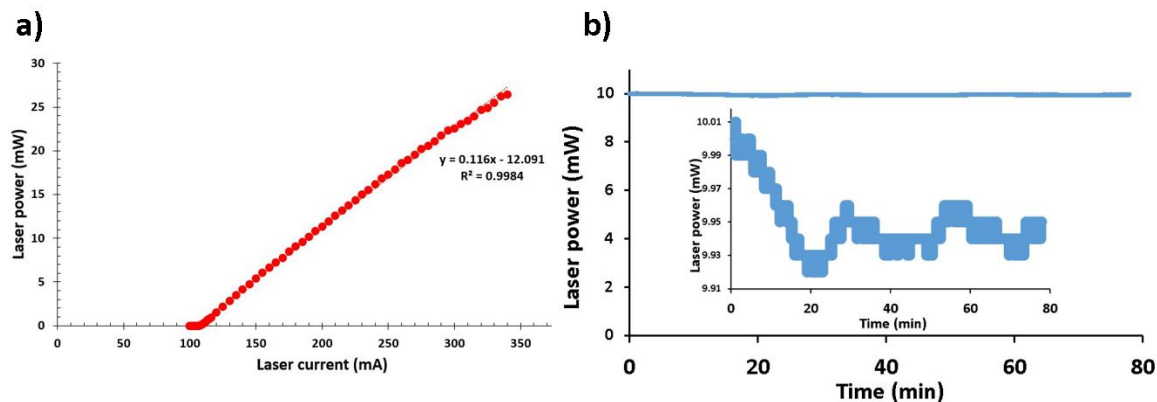 a)
30
25
20
15
10
5
0
Laser power (mW)
y = 0.116x - 12.091
R² = 0.9984
0 50 100 150 200 250 300 350
Laser current (mA)
b)
10
8
6
4
2
0
Laser power (mW)
10.01
9.99
9.97
9.95
9.93
9.91
Laser power (mW)
0 20 40 60 80
Time (min)
0 20 40 60 80
Time (min)